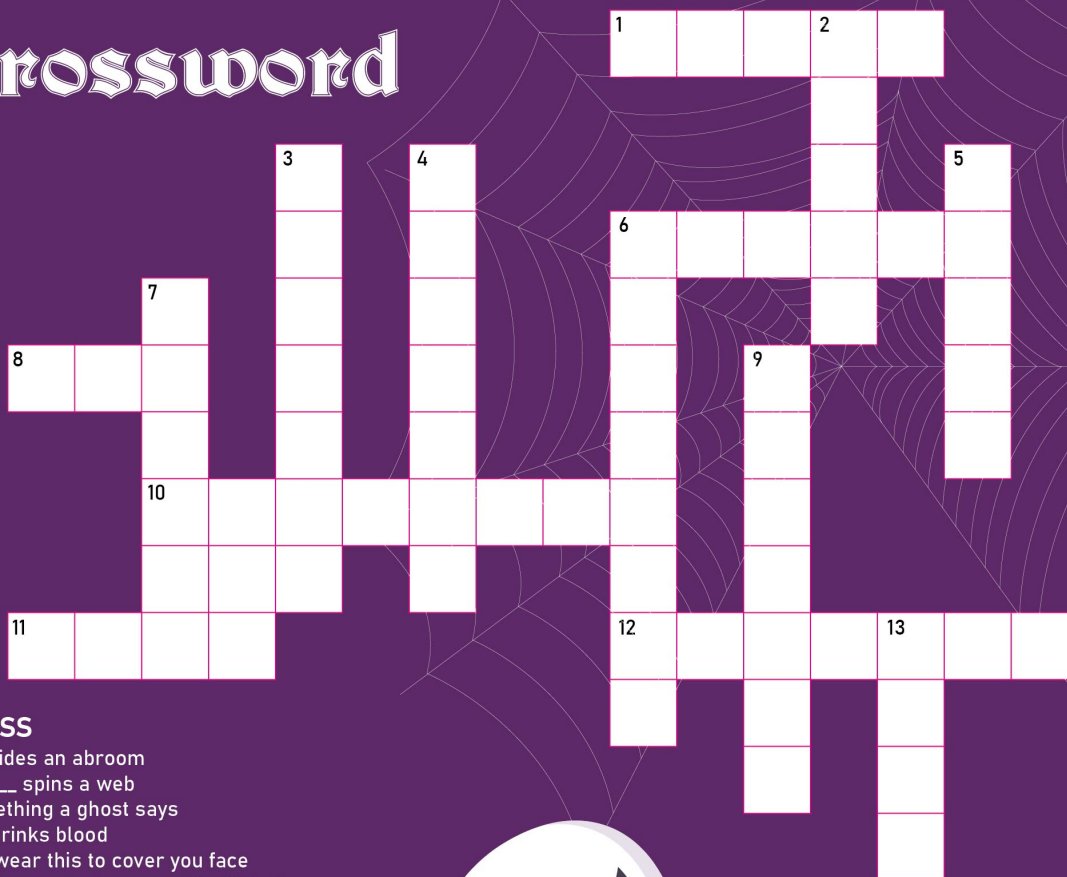 rossword
1 2
3 4 5
6
7
8 9
10
11 12 13
SS
ides an abroom
__ spins a web
ething a ghost says
rinks blood
wear this to cover you face